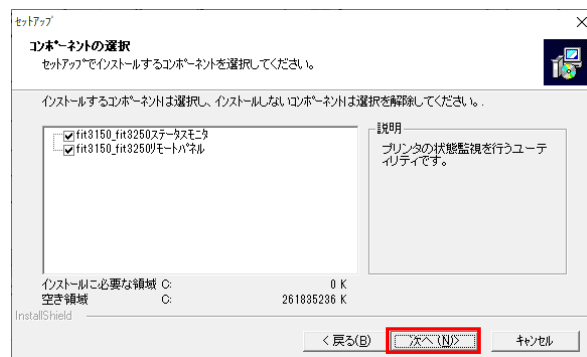 セットアップ
コンポーネントの選択
セットアップでインストールするコンポーネントを選択してください。
インストールするコンポーネントは選択し、インストールしないコンポーネントは選択を解除してください。.
fit3150_fit3250ステータスモニタ
fit3150_fit3250リモートパネル
説明
プリンタの状態監視を行うユーテ
ィリティです。
インストールに必要な領域 C: 0 K
空き領域 C: 261835236 K
InstallShield
< 戻る(B)
次へ (N)>
キャンセル